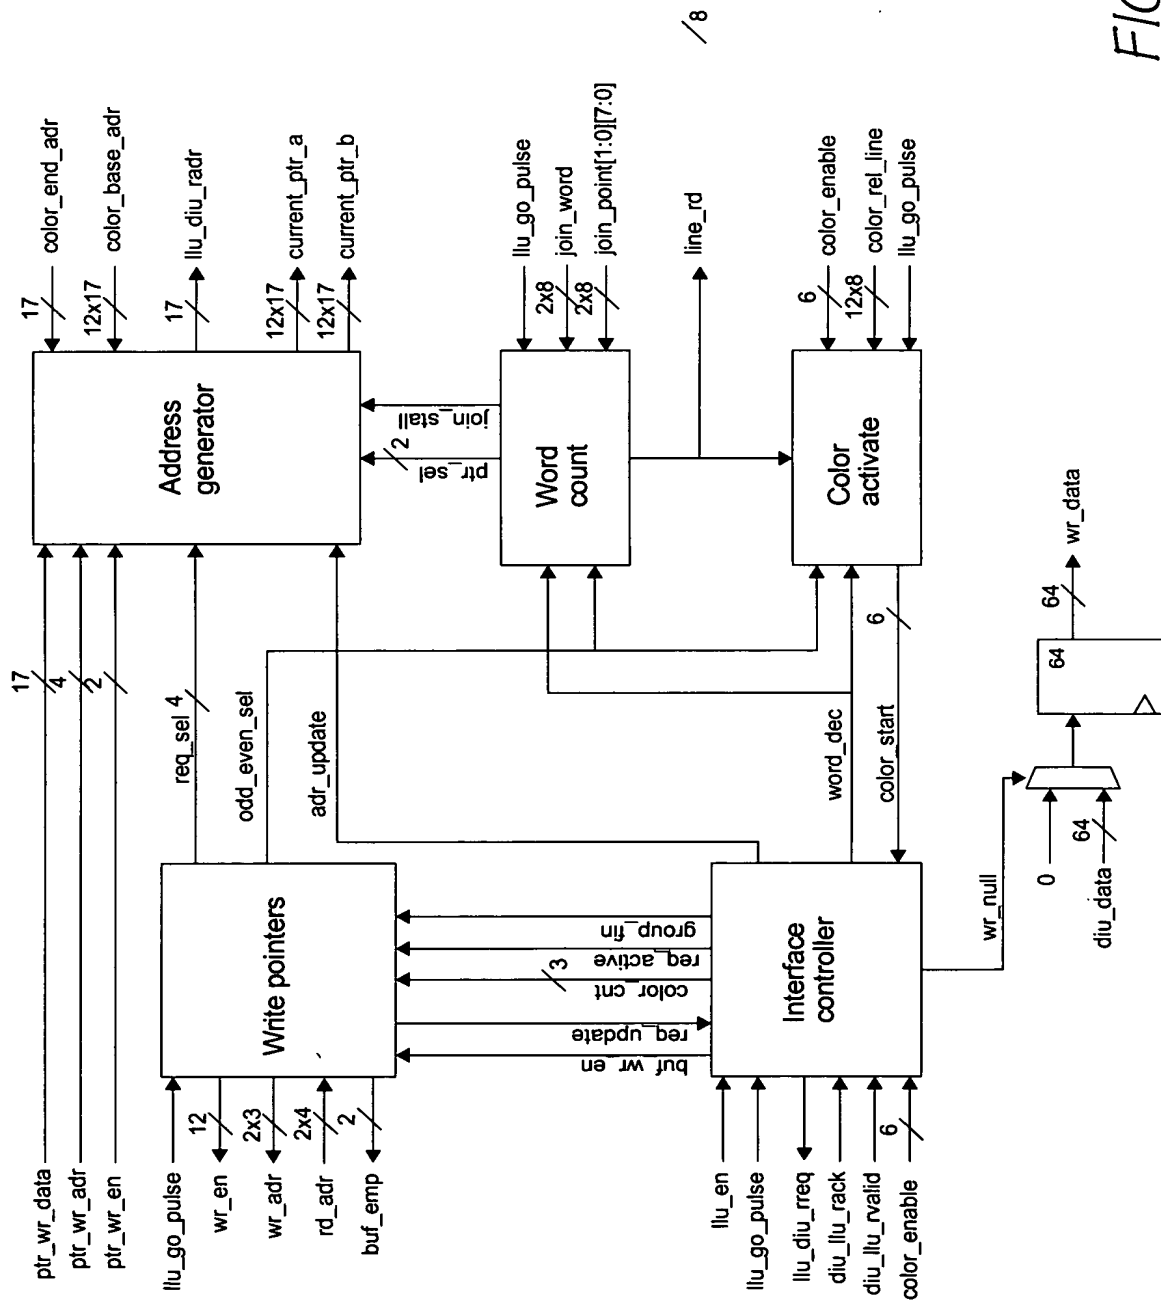 color_end_adr
17
color_base_adr
12x17
llu_diu_radr
17
current_ptr_a
12x17
current_ptr_b
12x17
8
FIG
Address
generator
ptr_wr_data
17
ptr_wr_adr
4
ptr_wr_en
2
req_sel
4
odd_even_sel
adr_update
join_stall
ptr_sel
2
llu_go_pulse
join_word
2x8
join_point[1:0][7:0]
2x8
Word
count
line_rd
color_enable
6
color_rel_line
12x8
llu_go_pulse
Color
activate
word_dec
color_start
6
Write pointers
llu_go_pulse
wr_en
12
wr_adr
2x3
rd_adr
2x4
buf_emp
2
group_fin
req_active
color_cnt
3
req_update
buf_wr_en
Interface
controller
llu_en
llu_go_pulse
llu_diu_rreq
diu_llu_rack
diu_llu_rvalid
color_enable
6
wr_null
0
diu_data
64
64
wr_data
64